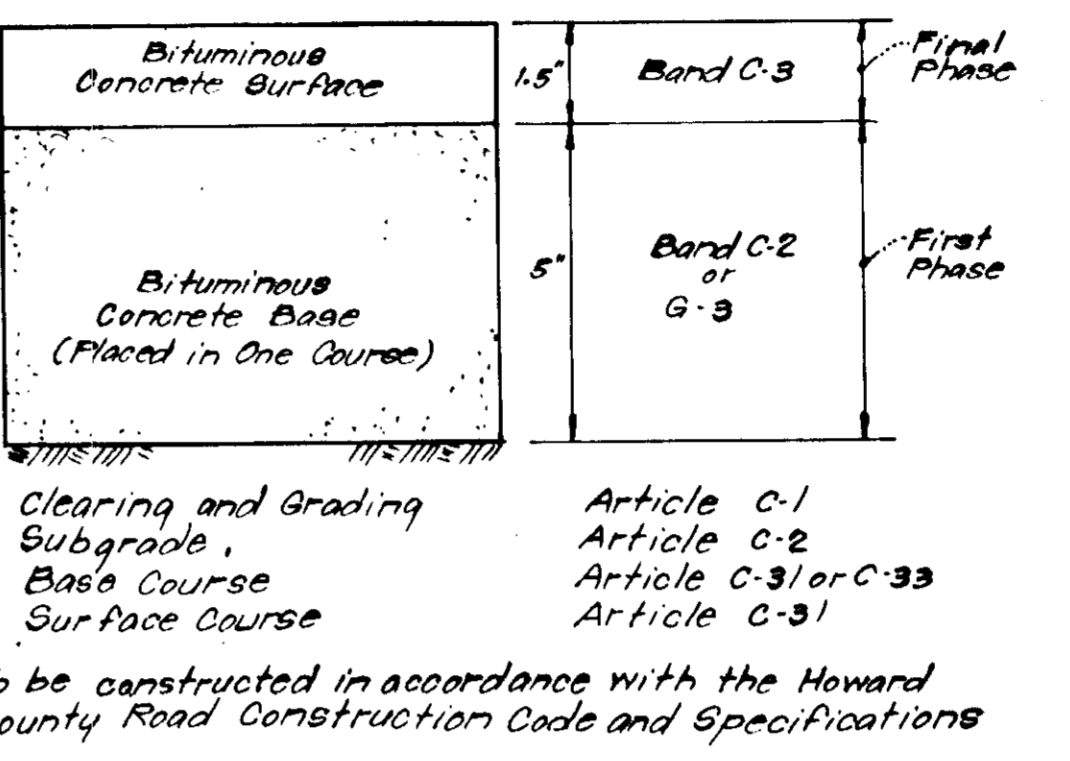 Bituminous
Concrete Surface
1.5"
Band C-3
Final
Phase
Bituminous
Concrete Base
(Placed in One Course)
5"
Band C-2
or
G-3
First
Phase
Clearing and Grading Article C-1
Subgrade. Article C-2
Base Course Article C-31 or C-33
Surface Course Article C-31
be constructed in accordance with the Howard
ounty Road Construction Code and Specifications